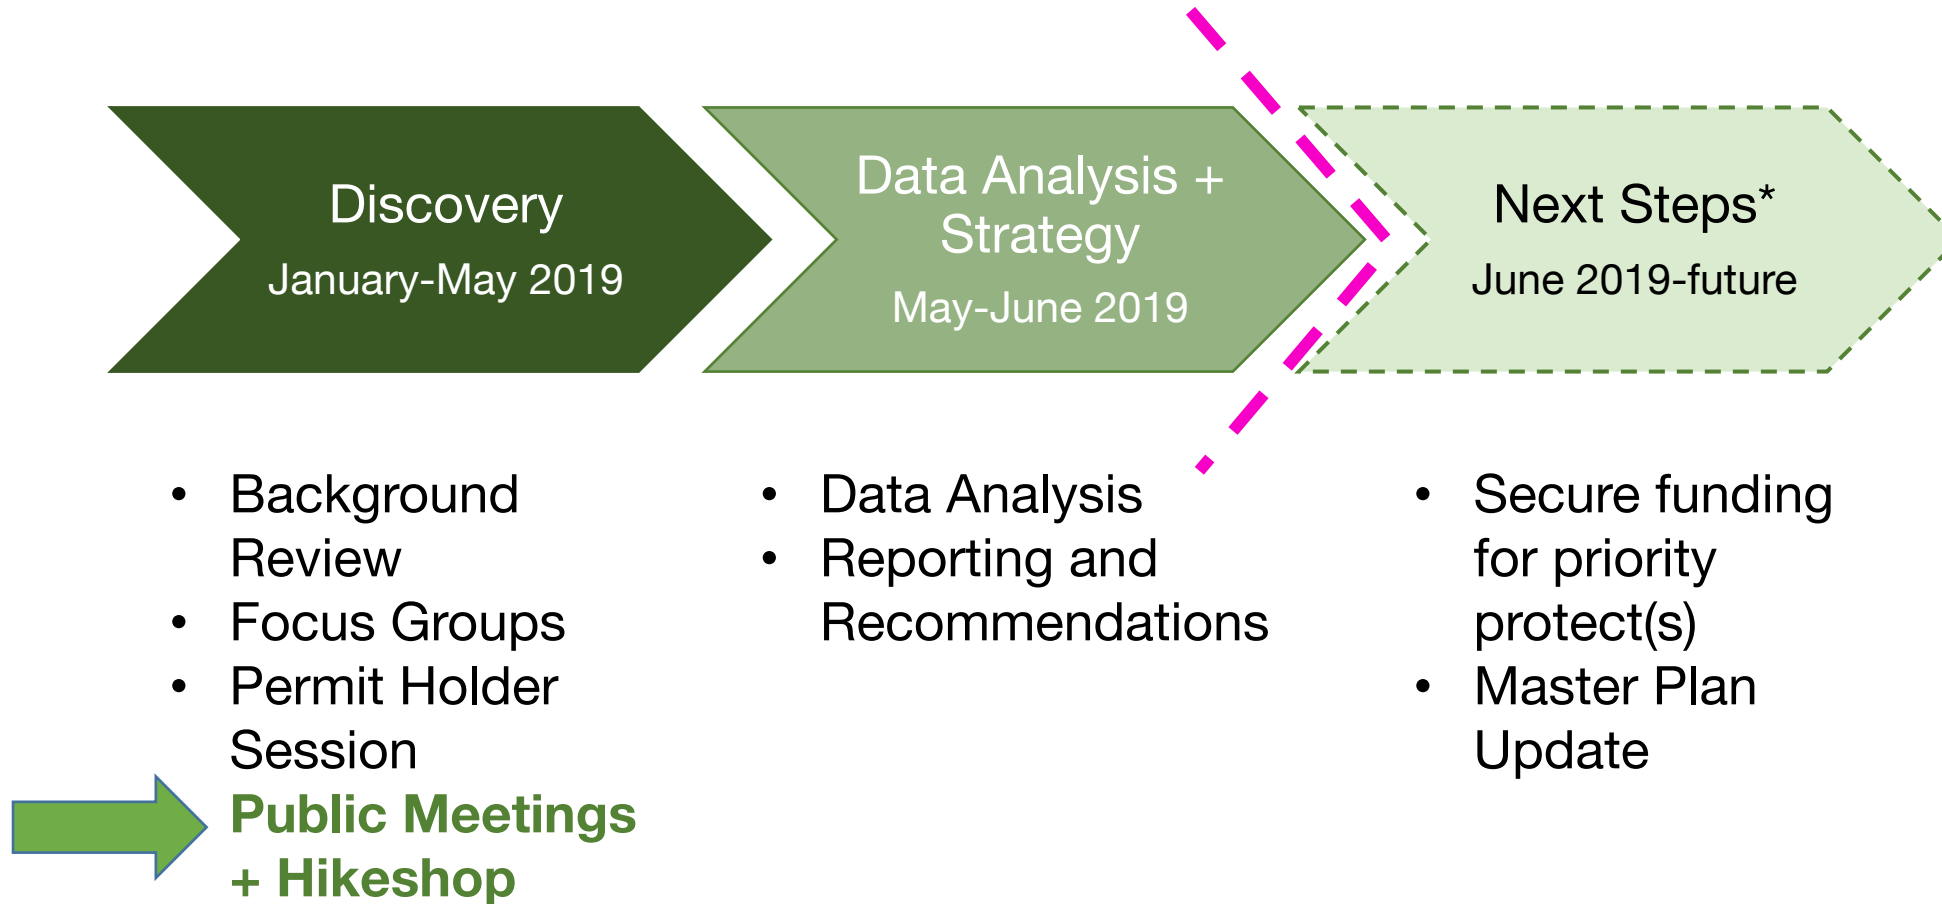 Discovery
January-May 2019
Data Analysis +
Strategy
May-June 2019
Next Steps*
June 2019-future
• Background
Review
• Focus Groups
• Permit Holder
Session
Public Meetings
+ Hikeshop
• Data Analysis
• Reporting and
Recommendations
• Secure funding
for priority
protect(s)
• Master Plan
Update